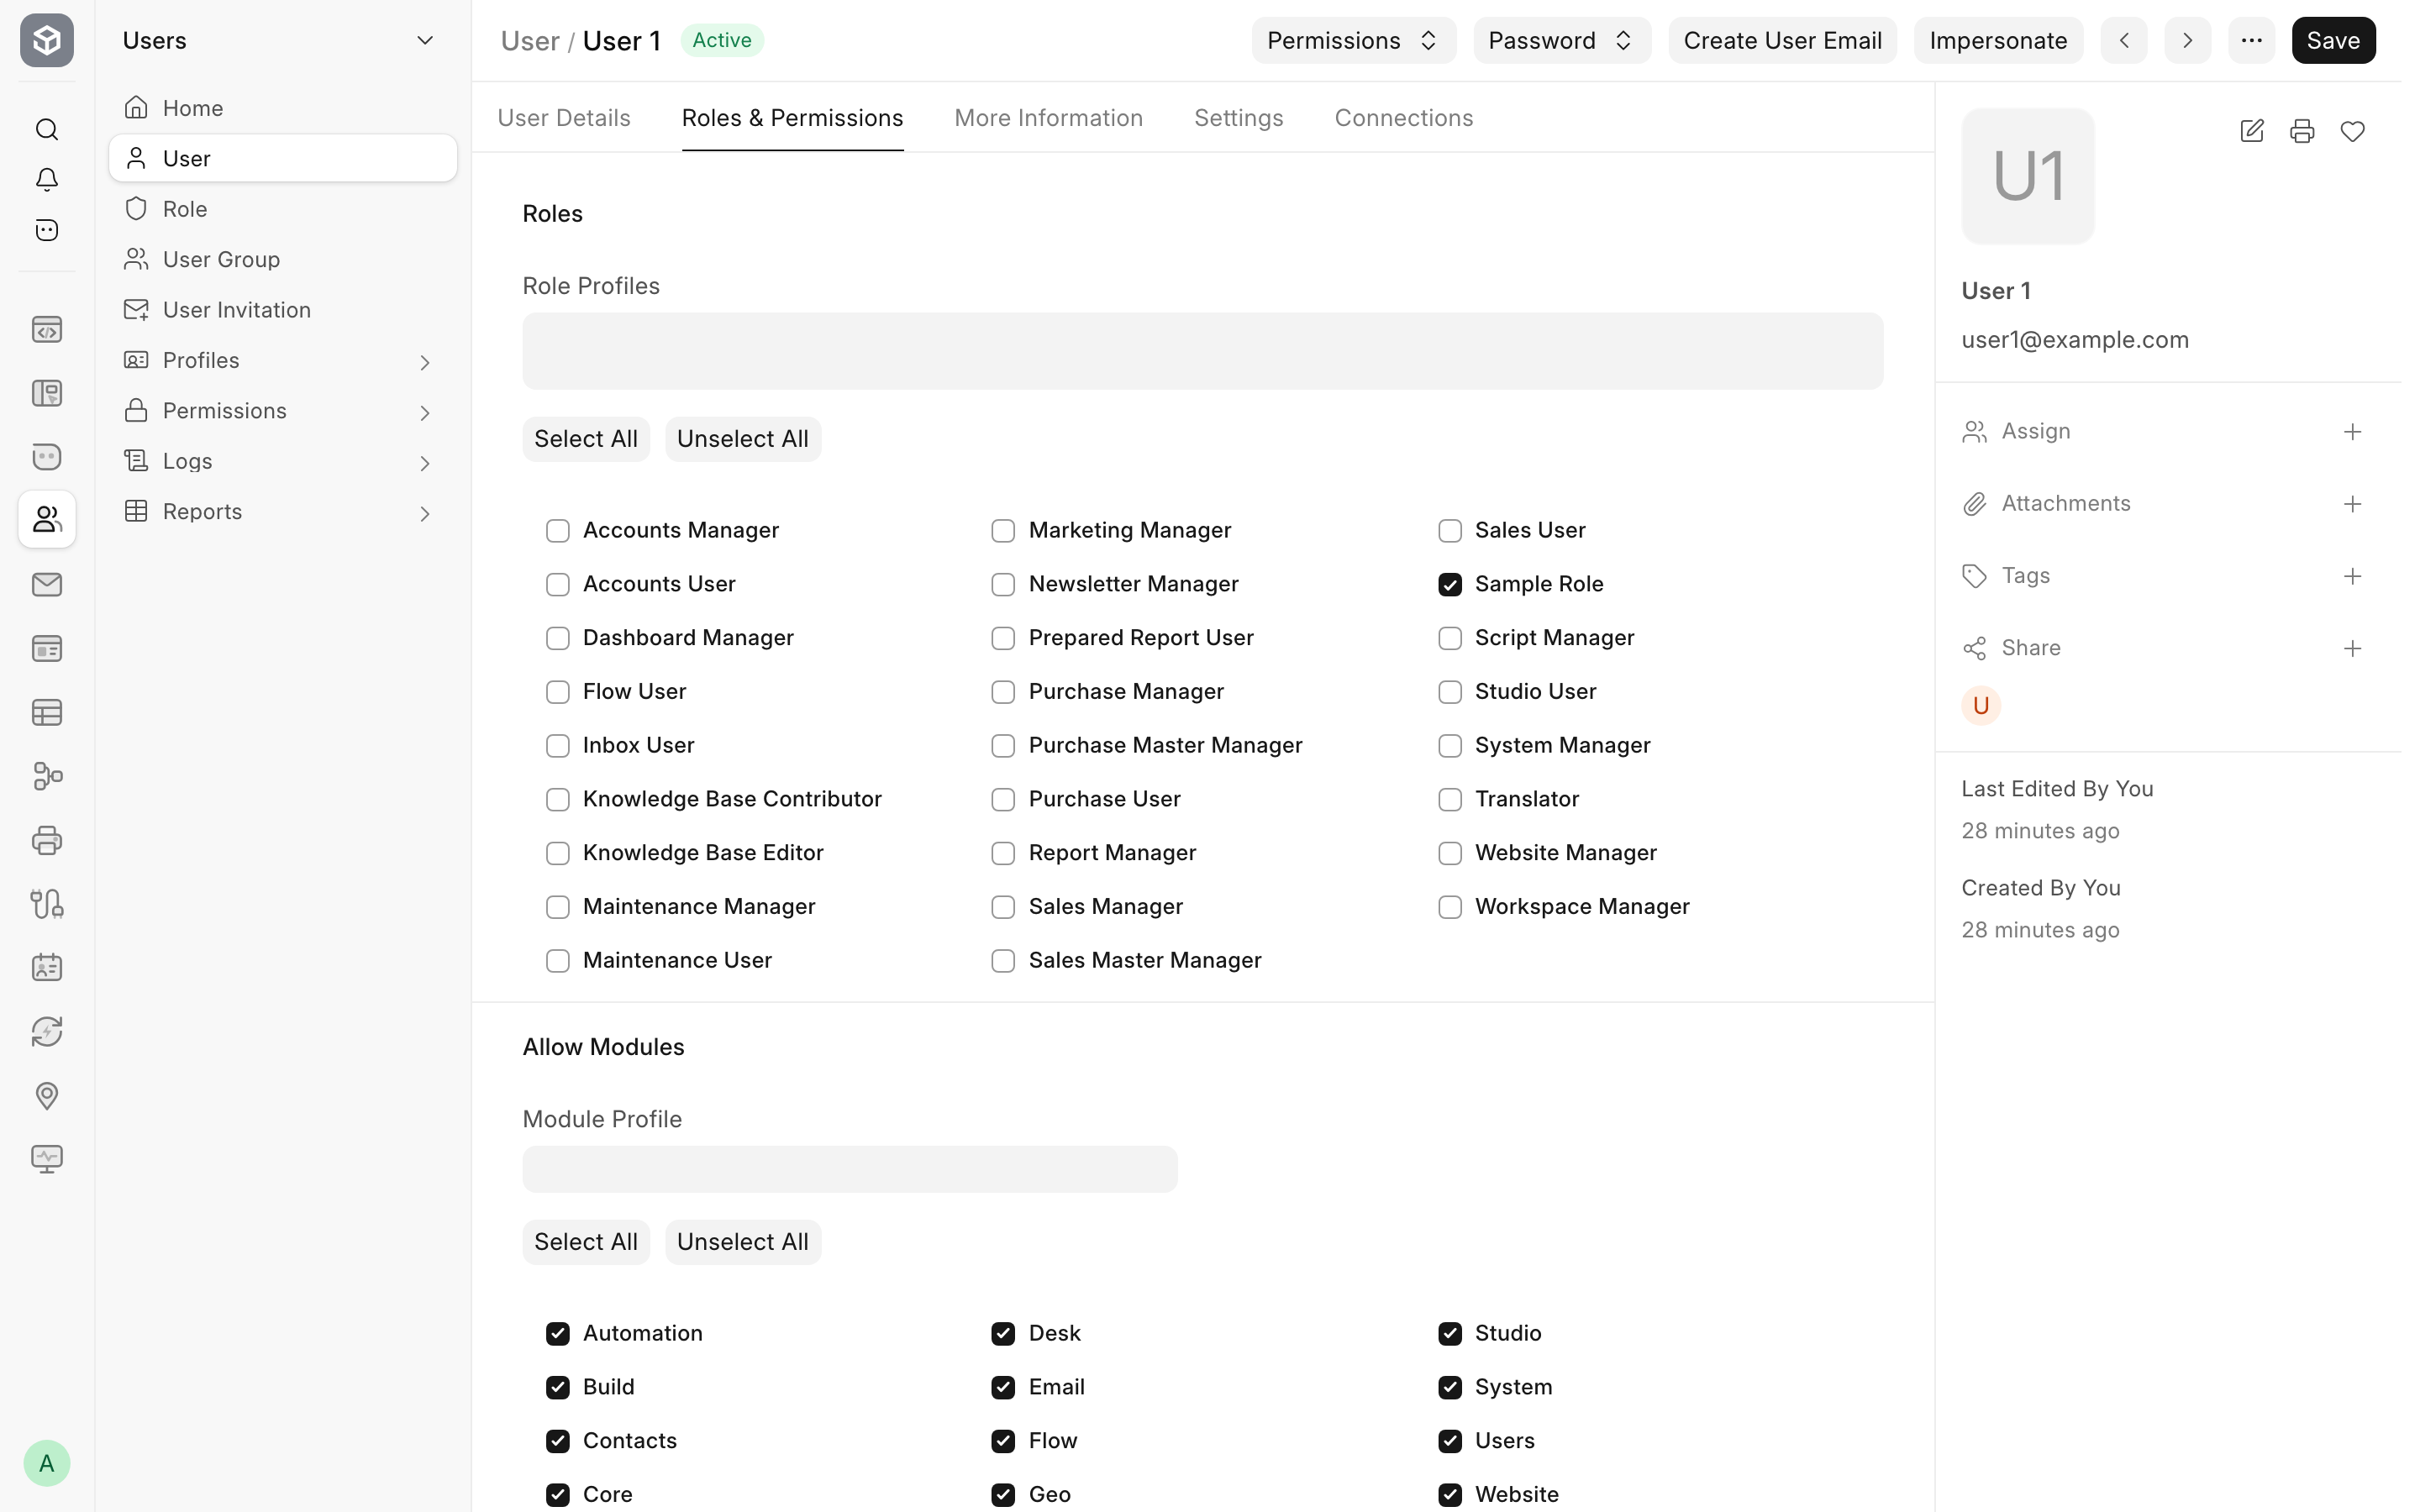 Users
Home
User
Role
User Group
User Invitation
Profiles
Permissions
Logs
Reports
A
User / User 1 Active
Permissions Password Create User Email Impersonate ... Save
User Details Roles & Permissions More Information Settings Connections
Roles
Role Profiles
Select All Unselect All
Accounts Manager
Accounts User
Dashboard Manager
Flow User
Inbox User
Knowledge Base Contributor
Knowledge Base Editor
Maintenance Manager
Maintenance User
Marketing Manager
Newsletter Manager
Prepared Report User
Purchase Manager
Purchase Master Manager
Purchase User
Report Manager
Sales Manager
Sales Master Manager
Sales User
Sample Role
Script Manager
Studio User
System Manager
Translator
Website Manager
Workspace Manager
Allow Modules
Module Profile
Select All Unselect All
Automation
Build
Contacts
Core
Desk
Email
Flow
Geo
Studio
System
Users
Website
U1
User 1
user1@example.com
Assign
Attachments
Tags
Share
U
Last Edited By You
28 minutes ago
Created By You
28 minutes ago